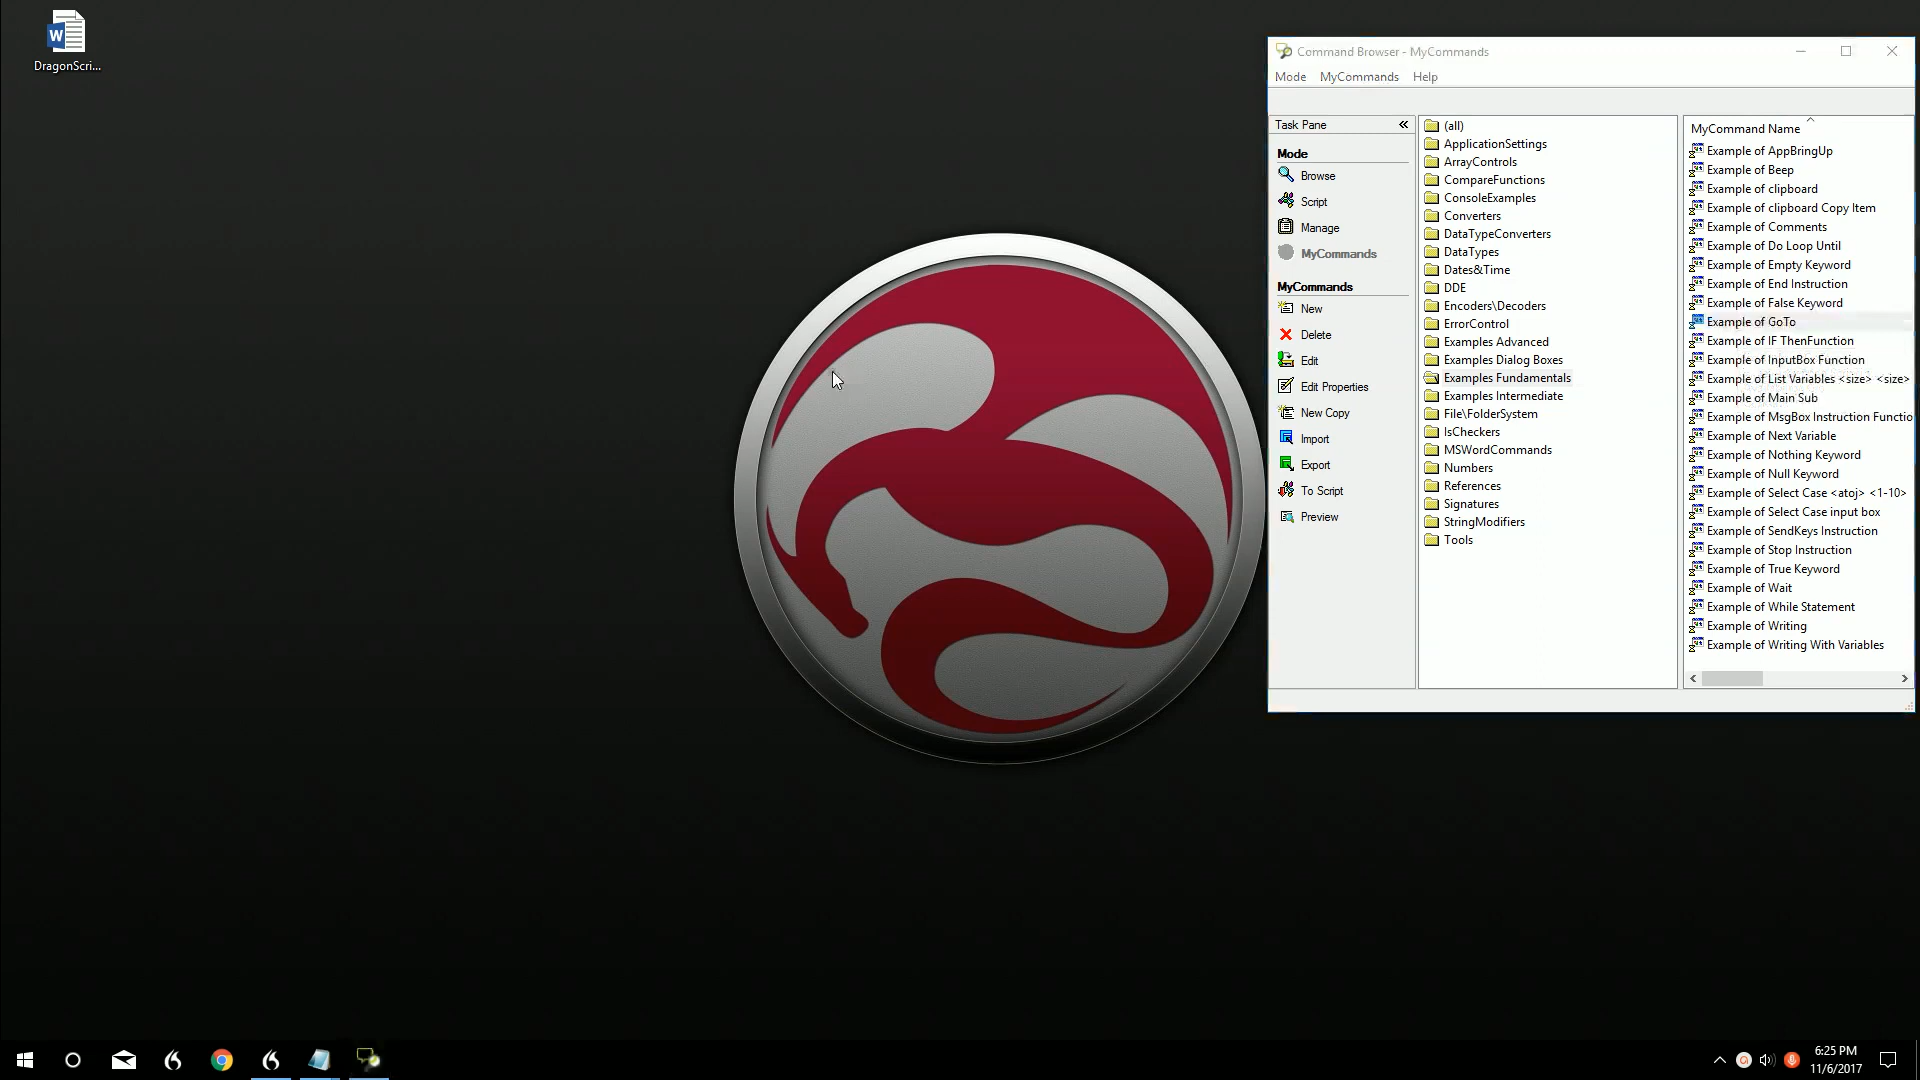 DragonScri...
Command Browser - MyCommands
Mode MyCommands Help
Task Pane
Mode
Browse
Script
Manage
MyCommands
MyCommands
New
Delete
Edit
Edit Properties
New Copy
Import
Export
To Script
Preview
(all)
ApplicationSettings
ArrayControls
CompareFunctions
ConsoleExamples
Converters
DataTypeConverters
DataTypes
Dates&Time
DDE
Encoders\Decoders
ErrorControl
Examples Advanced
Examples Dialog Boxes
Examples Fundamentals
Examples Intermediate
File\FolderSystem
IsCheckers
MSWordCommands
Numbers
References
Signatures
StringModifiers
Tools
MyCommand Name
Example of AppBringUp
Example of Beep
Example of clipboard
Example of clipboard Copy Item
Example of Comments
Example of Do Loop Until
Example of Empty Keyword
Example of End Instruction
Example of False Keyword
Example of GoTo
Example of IF ThenFunction
Example of InputBox Function
Example of List Variables <size> <size>
Example of Main Sub
Example of MsgBox Instruction Functio
Example of Next Variable
Example of Nothing Keyword
Example of Null Keyword
Example of Select Case <atoj> <1-10>
Example of Select Case input box
Example of SendKeys Instruction
Example of Stop Instruction
Example of True Keyword
Example of Wait
Example of While Statement
Example of Writing
Example of Writing With Variables
6:25 PM
11/6/2017